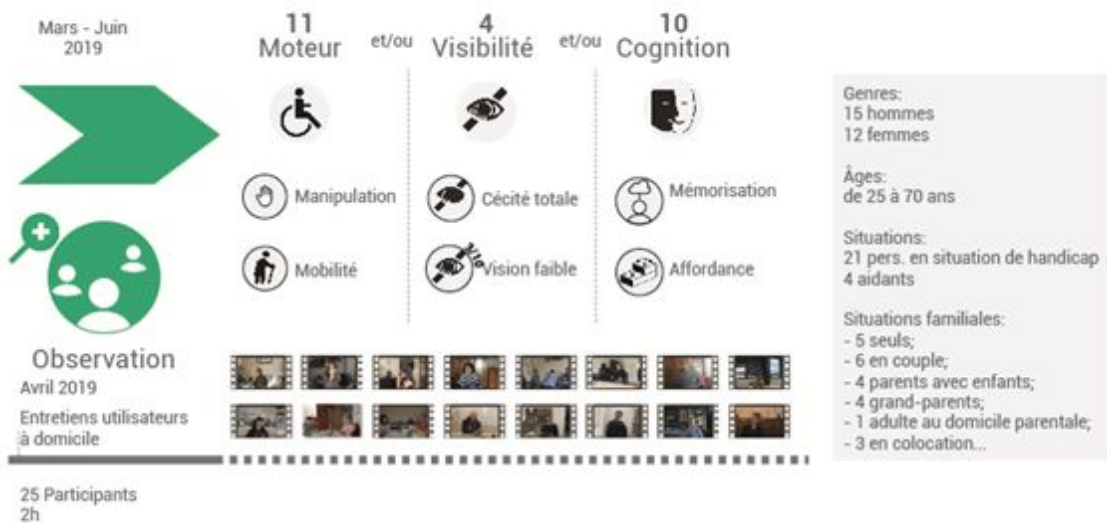 Mars - Juin
2019
11
Moteur
et/ou
4
Visibilité
et/ou
10
Cognition
Manipulation
Mobilité
Cécité totale
1/10
Vision faible
Mémorisation
Affordance
Observation
Avril 2019
Entretiens utilisateurs
à domicile
25 Participants
2h
Genres:
15 hommes
12 femmes
Âges:
de 25 à 70 ans
Situations:
21 pers. en situation de handicap
4 aidants
Situations familiales:
- 5 seuls;
- 6 en couple;
- 4 parents avec enfants;
- 4 grand-parents;
- 1 adulte au domicile parentale;
- 3 en colocation...